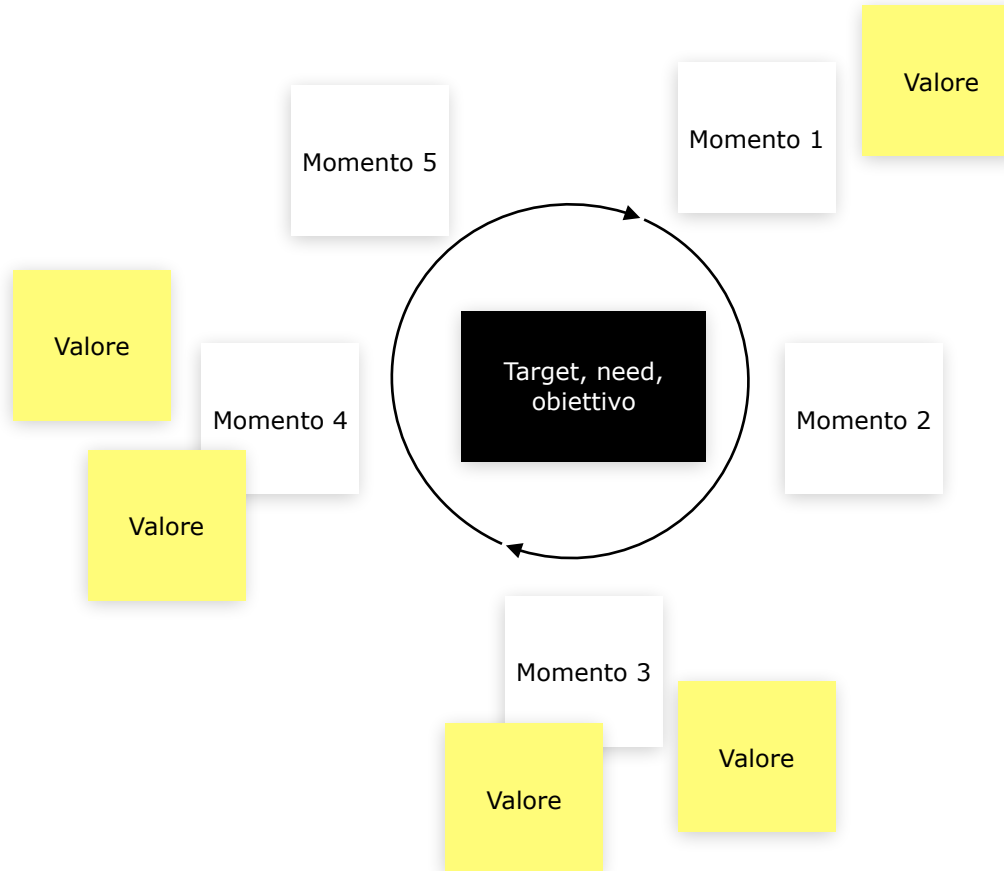 Valore
Momento 1
Momento 5
Valore
Momento 4
Target, need,
obiettivo
Momento 2
Valore
Momento 3
Valore
Valore